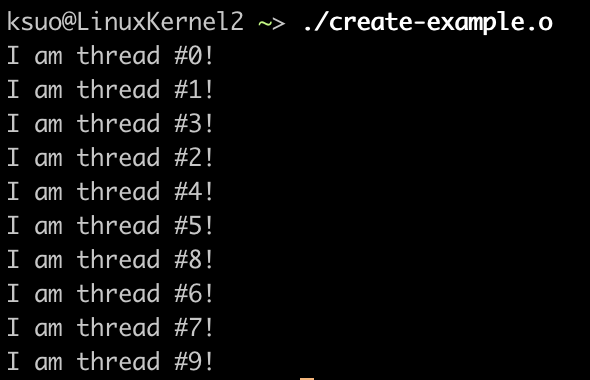 ksuo@LinuxKernel2 ~> ./create-example.o
I am thread #0!
I am thread #1!
I am thread #3!
I am thread #2!
I am thread #4!
I am thread #5!
I am thread #8!
I am thread #6!
I am thread #7!
I am thread #9!